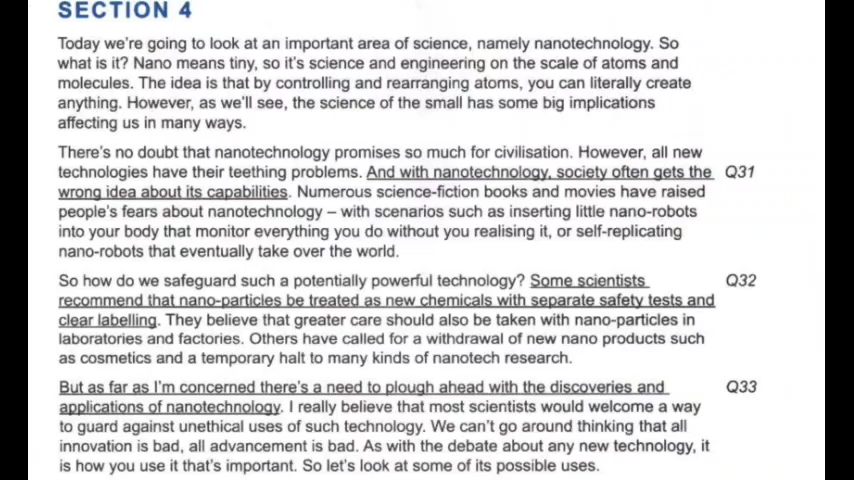 SECTION 4
Today we're going to look at an important area of science, namely nanotechnology. So
what is it? Nano means tiny, so it's science and engineering on the scale of atoms and
molecules. The idea is that by controlling and rearranging atoms, you can literally create
anything. However, as we'll see, the science of the small has some big implications
affecting us in many ways.
There's no doubt that nanotechnology promises so much for civilisation. However, all new
technologies have their teething problems. And with nanotechnology, society often gets the Q31
wrong idea about its capabilities. Numerous science-fiction books and movies have raised
people's fears about nanotechnology – with scenarios such as inserting little nano-robots
into your body that monitor everything you do without you realising it, or self-replicating
nano-robots that eventually take over the world.
So how do we safeguard such a potentially powerful technology? Some scientists Q32
recommend that nano-particles be treated as new chemicals with separate safety tests and
clear labelling. They believe that greater care should also be taken with nano-particles in
laboratories and factories. Others have called for a withdrawal of new nano products such
as cosmetics and a temporary halt to many kinds of nanotech research.
But as far as I'm concerned there's a need to plough ahead with the discoveries and Q33
applications of nanotechnology. I really believe that most scientists would welcome a way
to guard against unethical uses of such technology. We can't go around thinking that all
innovation is bad, all advancement is bad. As with the debate about any new technology, it
is how you use it that's important. So let's look at some of its possible uses.